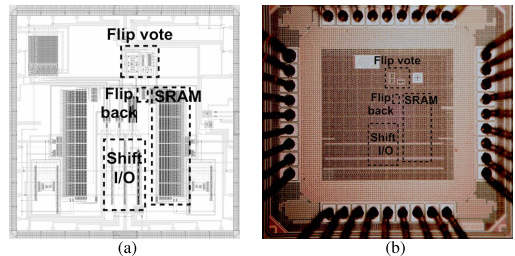 Flip vote
Flip
back
SRAM
Shift
I/O
(a)
Flip vote
Flip
back
SRAM
Shift
I/O
(b)